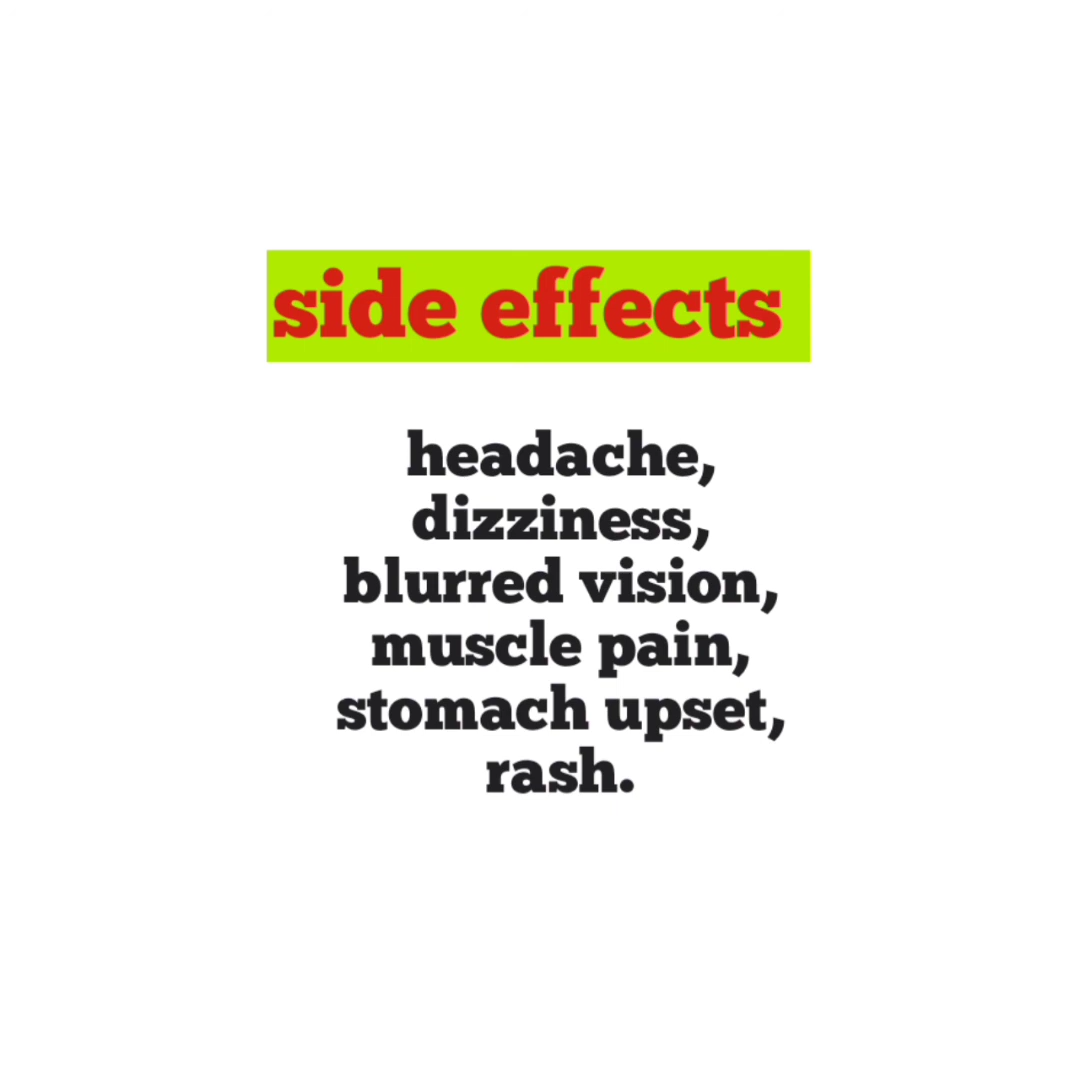 side effects
headache,
dizziness,
blurred vision,
muscle pain,
stomach upset,
rash.